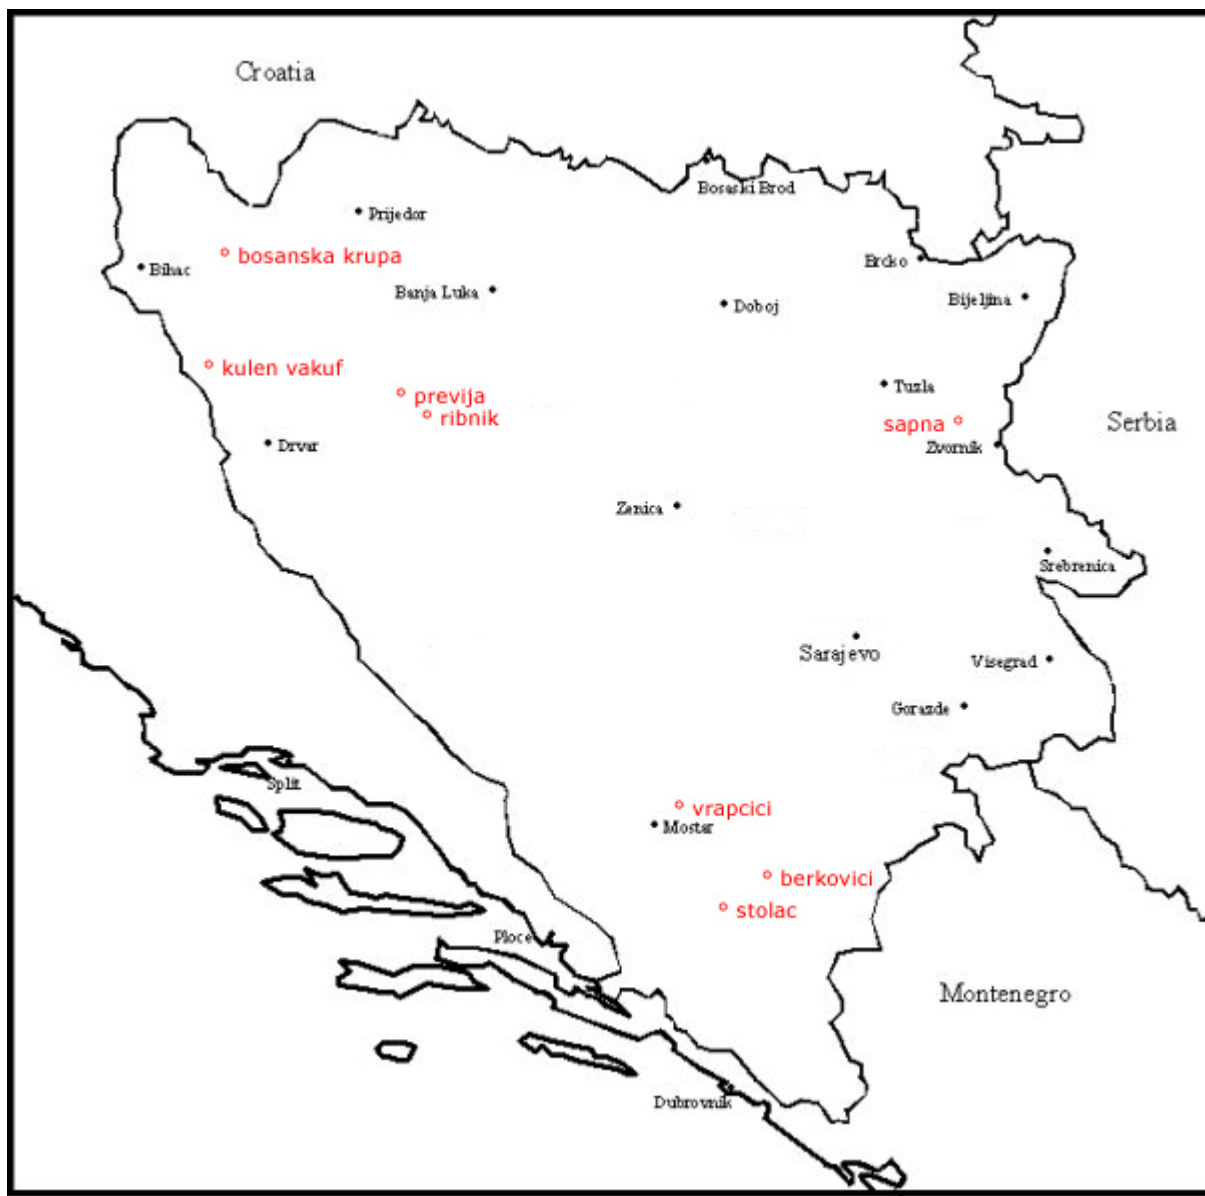 Croatia
Bosaski Brod
Prijedor
bosanska krupa
Bihac
Brcko
Banja Luka
Doboj
Bijeljina
kulen vakuf
previja
Tuzla
ribnik
sapna
Serbia
Drvar
Zvornik
Zenica
Srebrenica
Sarajevo
Visegrad
Gorazde
Split
vrapcici
Mostar
berkovici
stolac
Ploce
Montenegro
Dubrovnik